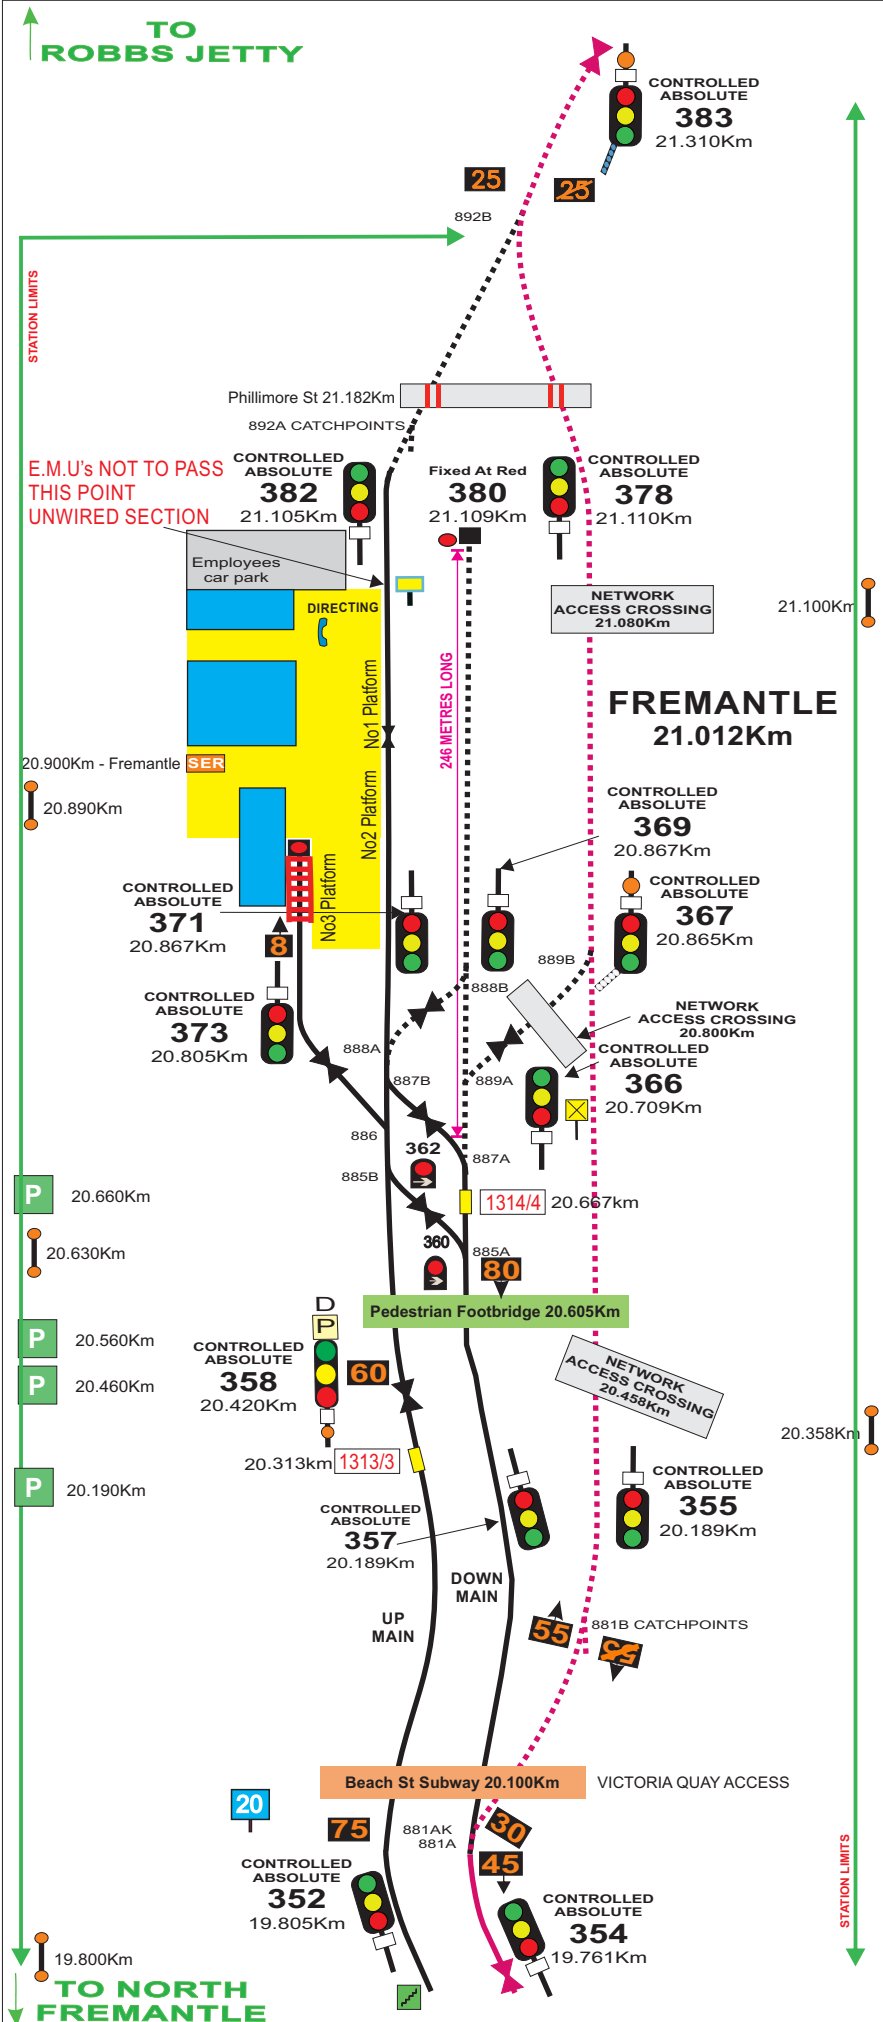 TO
ROBBS JETTY
CONTROLLED
ABSOLUTE
383
21.310Km
25
25
892B
STATION LIMITS
Phillimore St 21.182Km
892A CATCHPOINTS
E.M.U's NOT TO PASS
THIS POINT
UNWIRED SECTION
CONTROLLED
ABSOLUTE
382
21.105Km
Fixed At Red
380
21.109Km
CONTROLLED
ABSOLUTE
378
21.110Km
Employees
car park
DIRECTING
NETWORK
ACCESS CROSSING
21.080Km
21.100Km
No1 Platform
246 METRES LONG
FREMANTLE
21.012Km
20.900Km - Fremantle
SER
20.890Km
No2 Platform
No3 Platform
CONTROLLED
ABSOLUTE
369
20.867Km
CONTROLLED
ABSOLUTE
371
20.867Km
8
CONTROLLED
ABSOLUTE
367
20.865Km
889B
888B
CONTROLLED
ABSOLUTE
373
20.805Km
NETWORK
ACCESS CROSSING
20.800Km
888A
887B
889A
CONTROLLED
ABSOLUTE
366
20.709Km
886
362
887A
885B
P
20.660Km
1314/4
20.667km
20.630Km
360
885A
80
Pedestrian Footbridge 20.605Km
D
P
P
20.560Km
CONTROLLED
ABSOLUTE
358
20.420Km
60
P
20.460Km
NETWORK
ACCESS CROSSING
20.458Km
20.358Km
20.313km
1313/3
P
20.190Km
CONTROLLED
ABSOLUTE
357
20.189Km
CONTROLLED
ABSOLUTE
355
20.189Km
DOWN
MAIN
UP
MAIN
55
881B CATCHPOINTS
55
Beach St Subway 20.100Km
VICTORIA QUAY ACCESS
20
75
881AK
881A
30
45
CONTROLLED
ABSOLUTE
352
19.805Km
CONTROLLED
ABSOLUTE
354
19.761Km
STATION LIMITS
19.800Km
TO NORTH
FREMANTLE